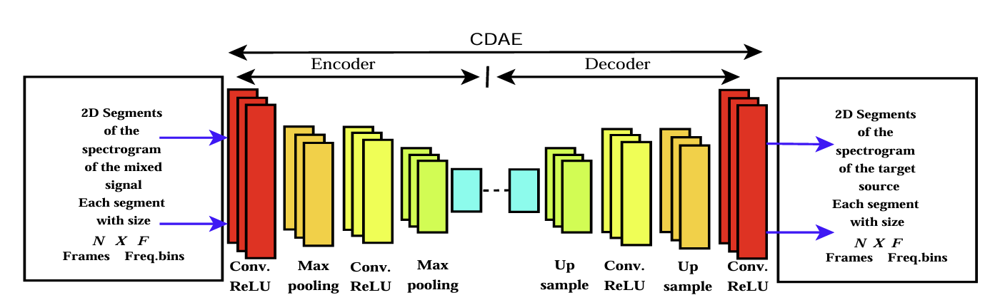 CDAE
Encoder
Decoder
2D Segments
of the
spectrogram
of the mixed
signal
Each segment
with size
N X F
Frames Freq.bins
Conv.
ReLU
Max
pooling
Conv.
ReLU
Max
pooling
Up
sample
Conv.
ReLU
Up
sample
Conv.
ReLU
2D Segments
of the
spectrogram
of the target
source
Each segment
with size
N X F
Frames Freq.bins